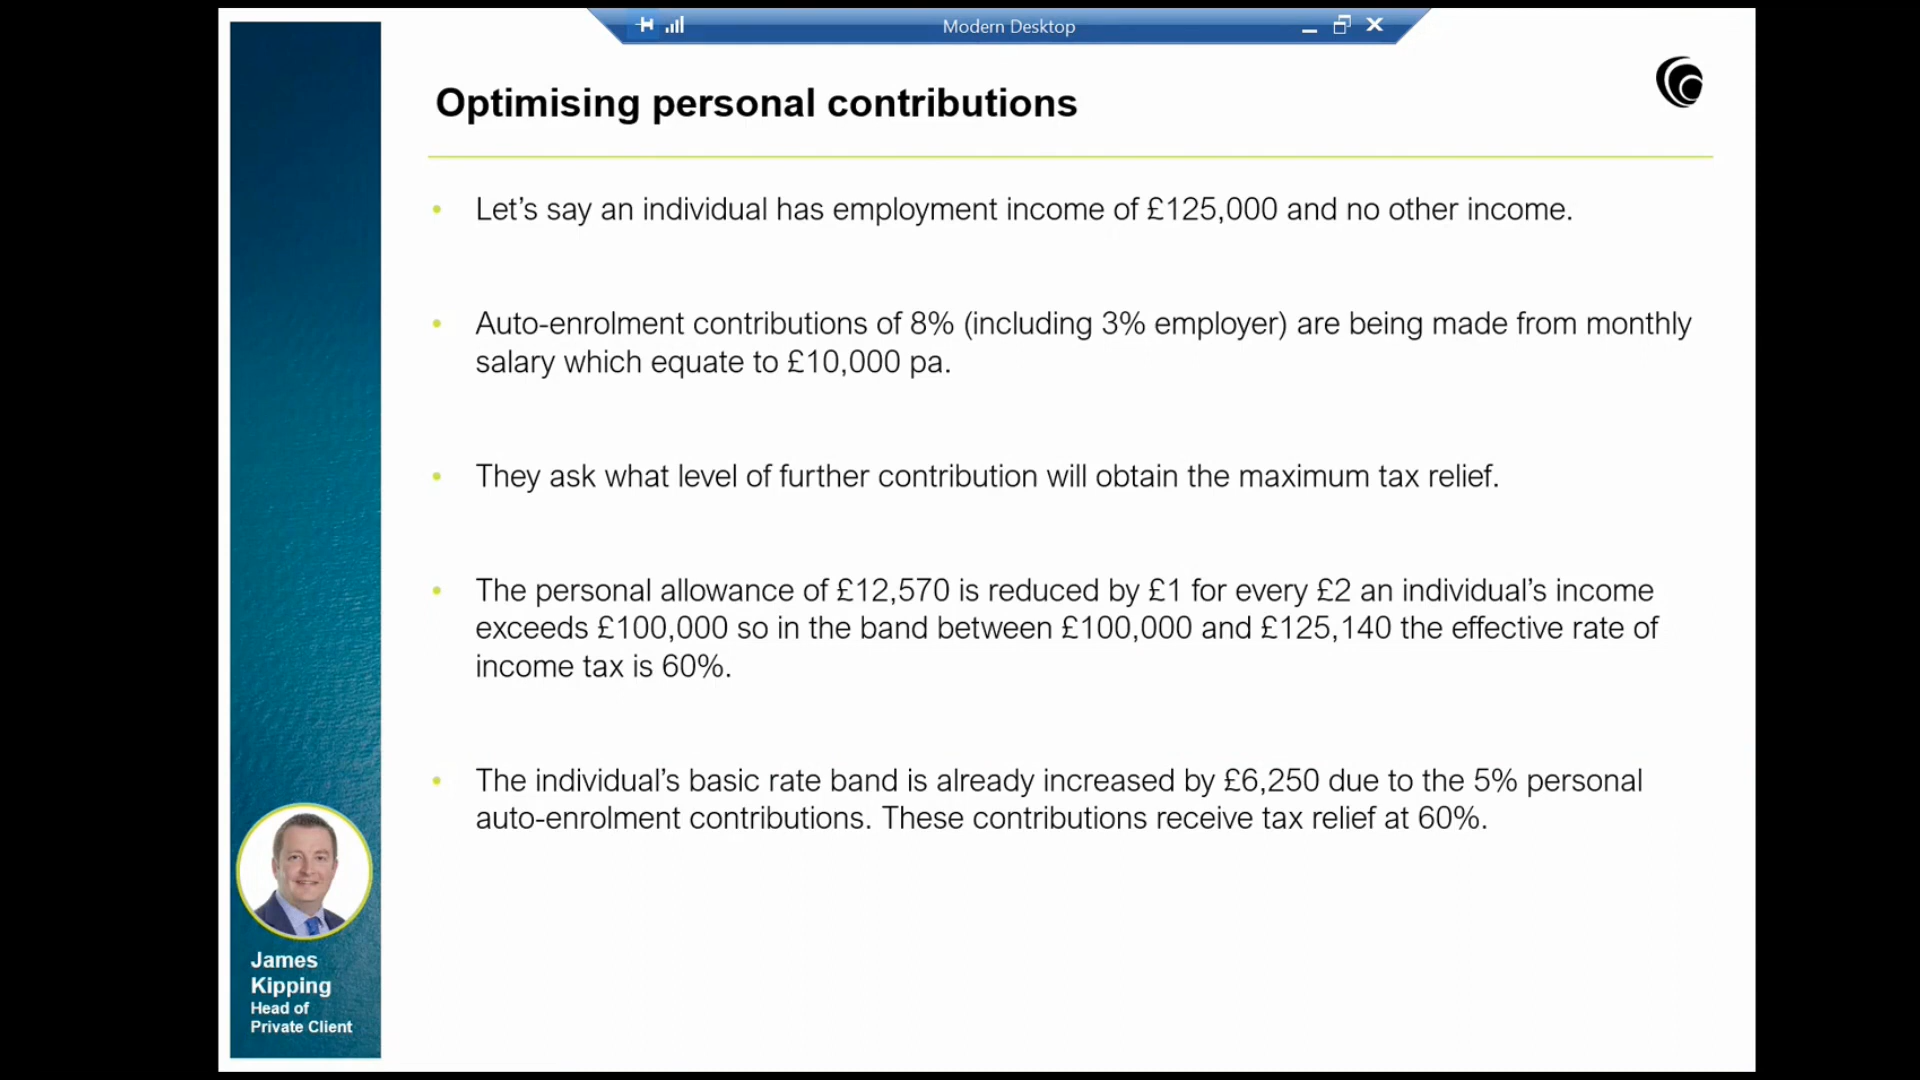 Modern Desktop
Optimising personal contributions
• Let’s say an individual has employment income of £125,000 and no other income.
• Auto-enrolment contributions of 8% (including 3% employer) are being made from monthly
salary which equate to £10,000 pa.
• They ask what level of further contribution will obtain the maximum tax relief.
• The personal allowance of £12,570 is reduced by £1 for every £2 an individual’s income
exceeds £100,000 so in the band between £100,000 and £125,140 the effective rate of
income tax is 60%.
• The individual’s basic rate band is already increased by £6,250 due to the 5% personal
auto-enrolment contributions. These contributions receive tax relief at 60%.
James
Kipping
Head of
Private Client